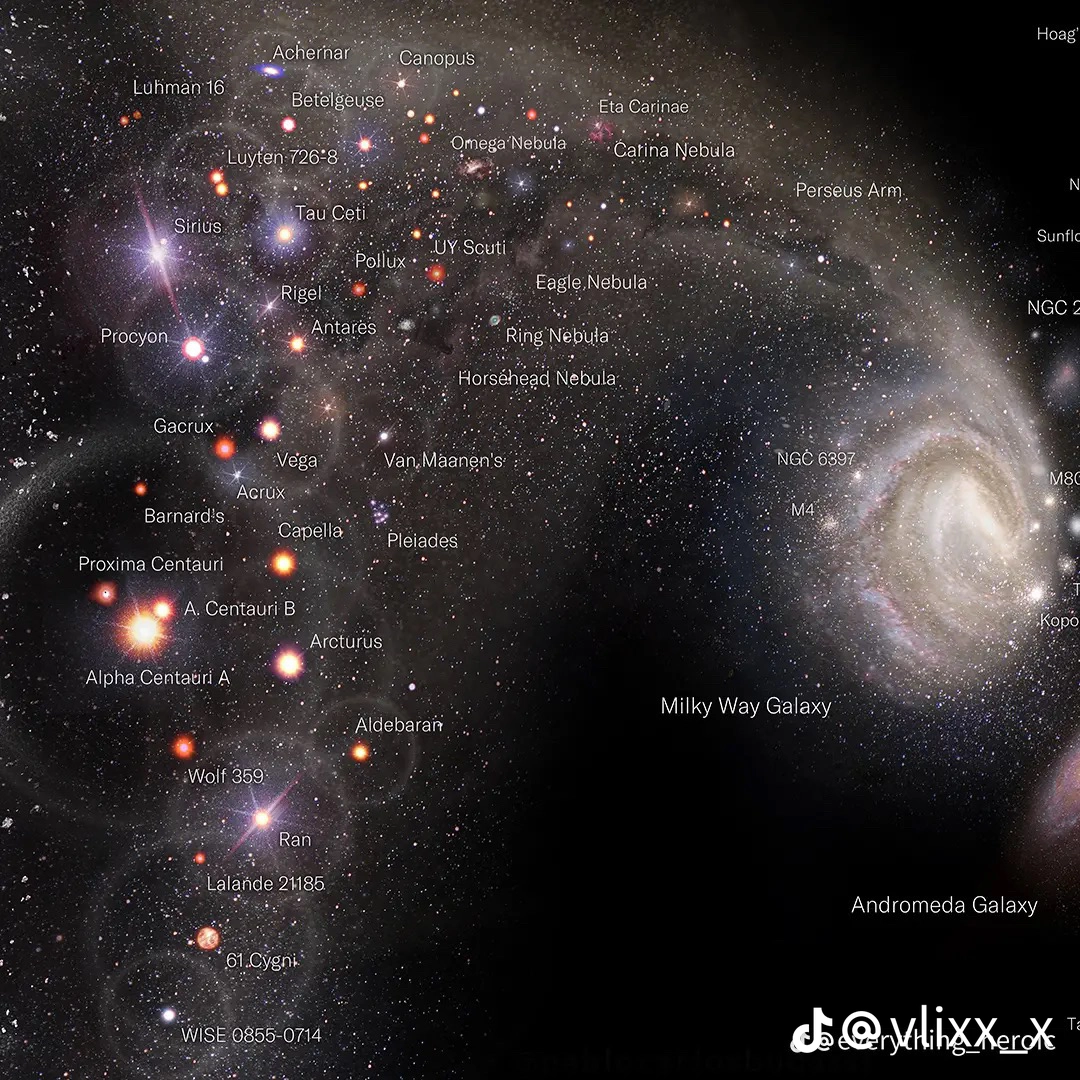 Hoag'
Achernar
Canopus
Luhman 16
Betelgeuse
Eta Carinae
Omega Nebula
Carina Nebula
Luyten 726-8
Perseus Arm
Tau Ceti
Sirius
UY Scuti
Pollux
Eagle Nebula
Rigel
NGC 2
Antares
Procyon
Ring Nebula
Horsehead Nebula
Gacrux
Vega
Van Maanen's
NGC 6397
Acrux
M4
Barnard's
Capella
Pleiades
Proxima Centauri
A. Centauri B
Arcturus
Alpha Centauri A
Milky Way Galaxy
Aldebaran
Wolf 359
Ran
Lalande 21185
Andromeda Galaxy
61 Cygni
WISE 0855-0714
@vlixx_x
@everything_heroic